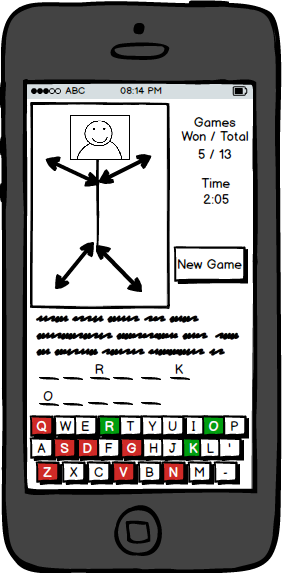 ABC 08:14 PM
Games
Won / Total
5 / 13
Time
2:05
New Game
R K
O
Q W E R T Y U I O P
A S D F G H J K L '
Z X C V B N M -